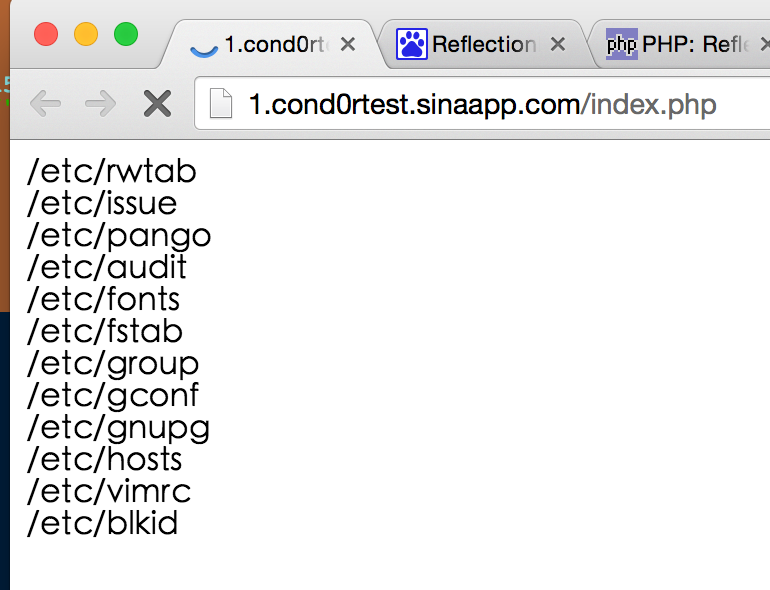 1.cond0rte
Reflection
php PHP: Refle
1.cond0rtest.sinaapp.com/index.php
/etc/rwtab
/etc/issue
/etc/pango
/etc/audit
/etc/fonts
/etc/fstab
/etc/group
/etc/gconf
/etc/gnupg
/etc/hosts
/etc/vimrc
/etc/blkid